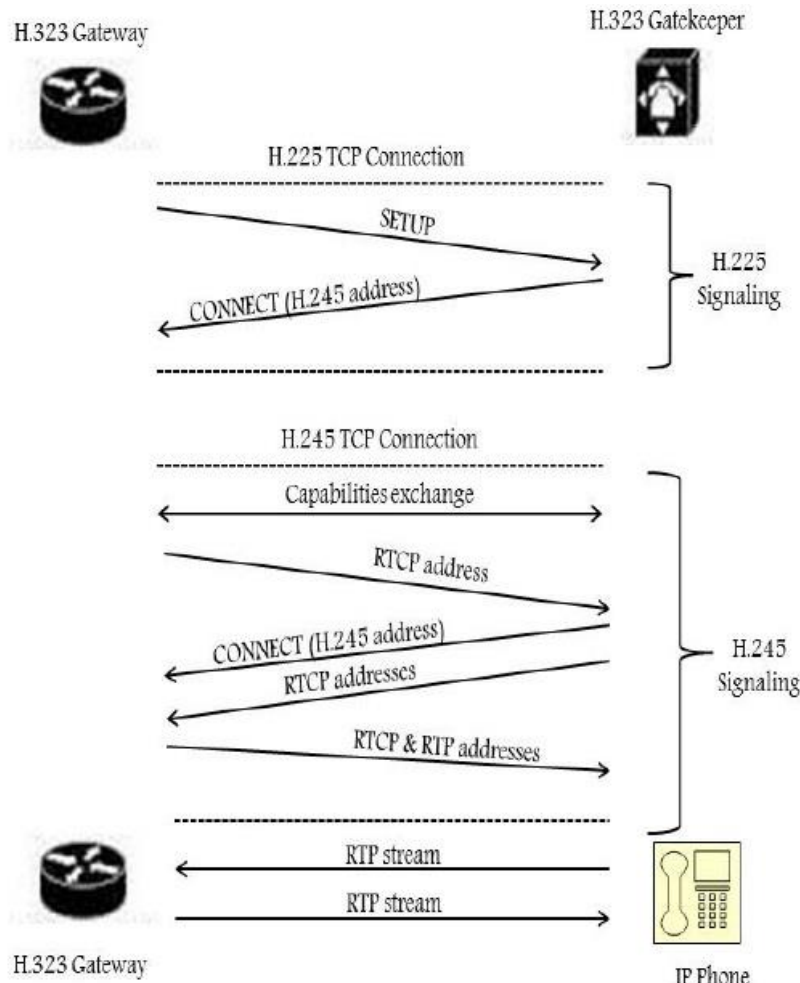 H.323 Gateway
H.323 Gatekeeper
H.225 TCP Connection
SETUP
CONNECT (H.245 address)
H.225
Signaling
H.245 TCP Connection
Capabilities exchange
RTCP address
CONNECT (H.245 address)
RTCP addresses
H.245
Signaling
RTCP & RTP addresses
RTP stream
RTP stream
H.323 Gateway
IP Phone